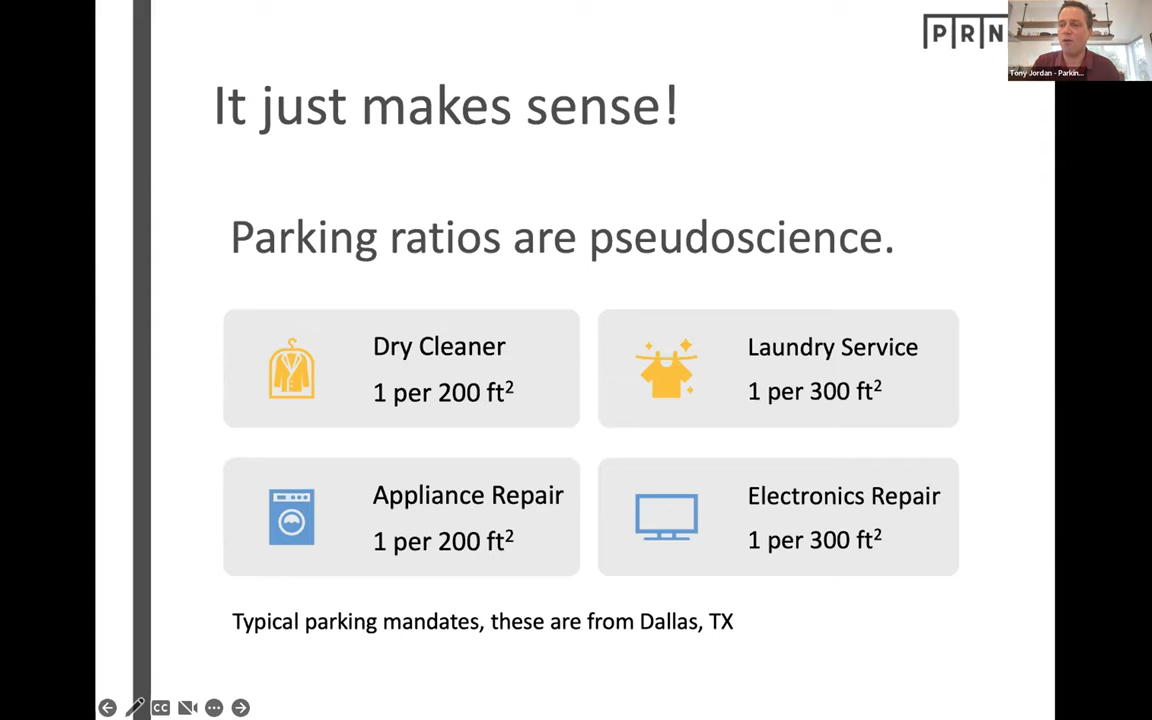 PRN
Tony Jordan - Parkin...
It just makes sense!
Parking ratios are pseudoscience.
Dry Cleaner
1 per 200 ft²
Laundry Service
1 per 300 ft²
Appliance Repair
1 per 200 ft²
Electronics Repair
1 per 300 ft²
Typical parking mandates, these are from Dallas, TX
CC